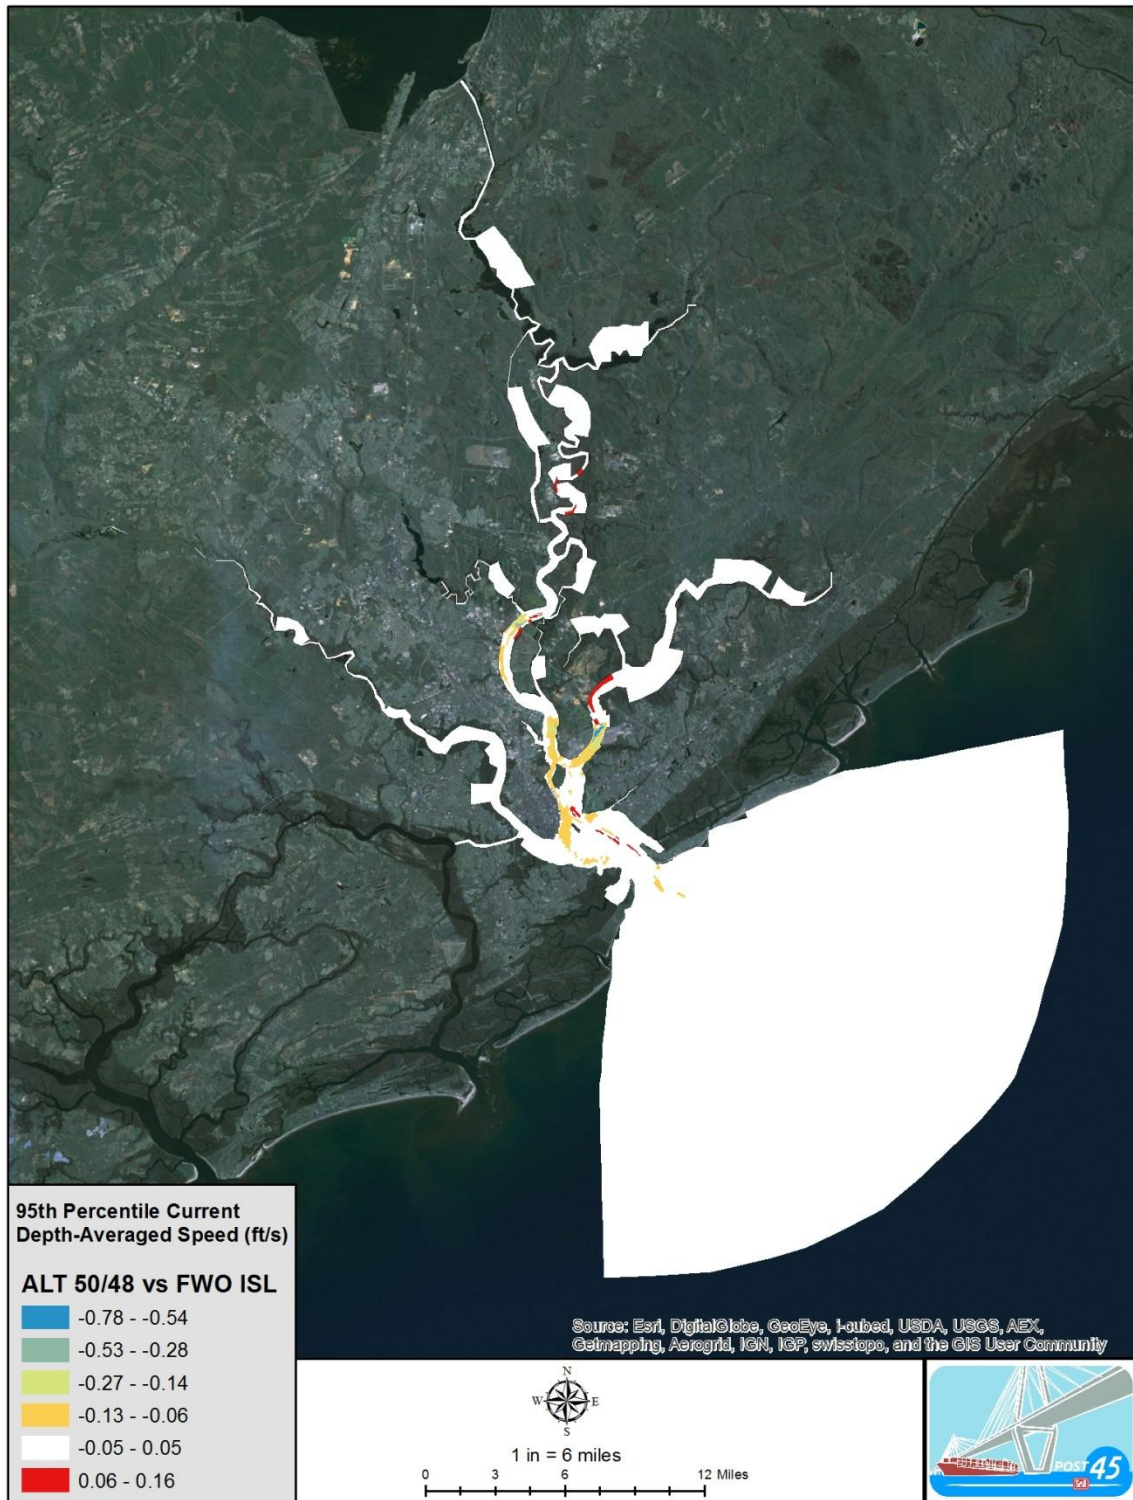 95th Percentile Current
Depth-Averaged Speed (ft/s)
ALT 50/48 vs FWO ISL
-0.78 - -0.54
-0.53 - -0.28
-0.27 - -0.14
-0.13 - -0.06
-0.05 - 0.05
0.06 - 0.16
Source: Esri, DigitalGlobe, GeoEye, i-cubed, USDA, USGS, AEX,
Getmapping, Aerogrid, IGN, IGP, swisstopo, and the GIS User Community
N
W E
S
1 in = 6 miles
0 3 6 12 Miles
POST 45